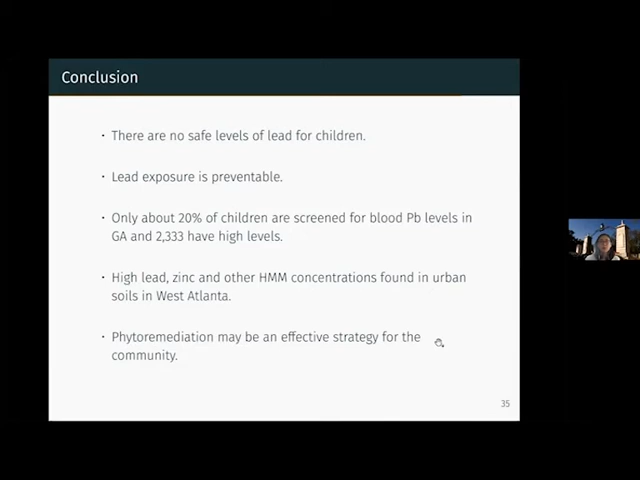 Conclusion
• There are no safe levels of lead for children.
• Lead exposure is preventable.
• Only about 20% of children are screened for blood Pb levels in
GA and 2,333 have high levels.
• High lead, zinc and other HMM concentrations found in urban
soils in West Atlanta.
• Phytoremediation may be an effective strategy for the
community.
35